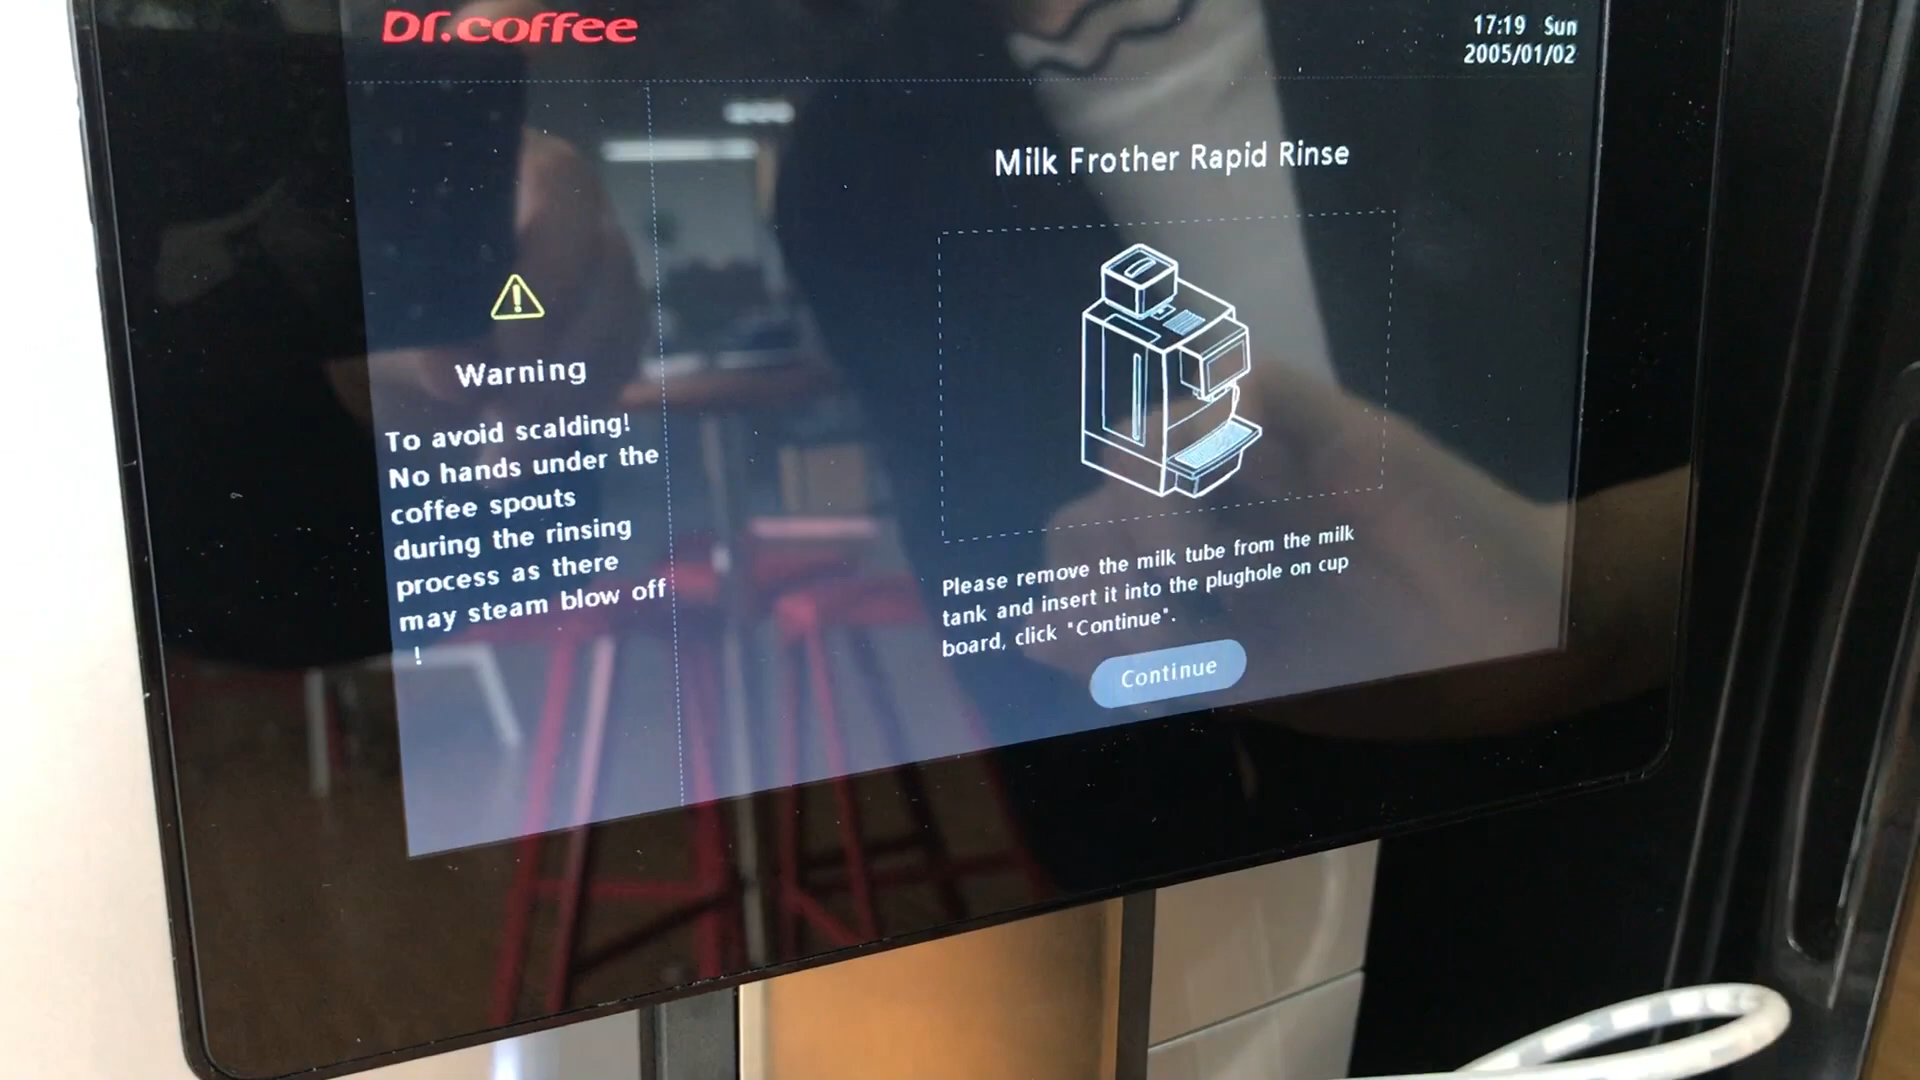 Dr.coffee
17:19 Sun
2005/01/02
Milk Frother Rapid Rinse
Warning
To avoid scalding!
No hands under the
coffee spouts
during the rinsing
process as there
may steam blow off
!
Please remove the milk tube from the milk
tank and insert it into the plughole on cup
board, click "Continue".
Continue